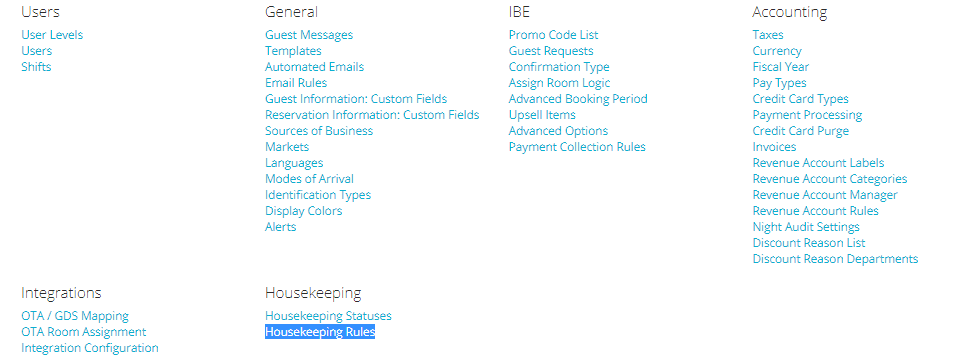 Users
User Levels
Users
Shifts
General
Guest Messages
Templates
Automated Emails
Email Rules
Guest Information: Custom Fields
Reservation Information: Custom Fields
Sources of Business
Markets
Languages
Modes of Arrival
Identification Types
Display Colors
Alerts
IBE
Promo Code List
Guest Requests
Confirmation Type
Assign Room Logic
Advanced Booking Period
Upsell Items
Advanced Options
Payment Collection Rules
Accounting
Taxes
Currency
Fiscal Year
Pay Types
Credit Card Types
Payment Processing
Credit Card Purge
Invoices
Revenue Account Labels
Revenue Account Categories
Revenue Account Manager
Revenue Account Rules
Night Audit Settings
Discount Reason List
Discount Reason Departments
Integrations
OTA / GDS Mapping
OTA Room Assignment
Integration Configuration
Housekeeping
Housekeeping Statuses
Housekeeping Rules